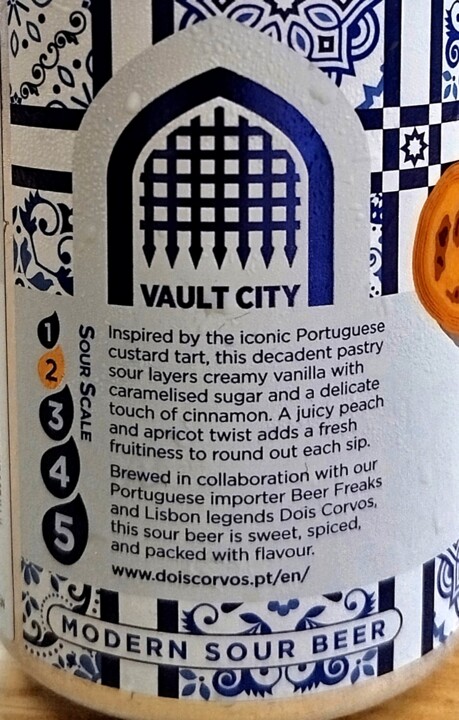 VAULT CITY
1
2
3
4
5
SOUR SCALE
Inspired by the iconic Portuguese
custard tart, this decadent pastry
sour layers creamy vanilla with
caramelised sugar and a delicate
touch of cinnamon. A juicy peach
and apricot twist adds a fresh
fruitiness to round out each sip.
Brewed in collaboration with our
Portuguese importer Beer Freaks
and Lisbon legends Dois Corvos,
this sour beer is sweet, spiced,
and packed with flavour.
www.doiscorvos.pt/en/
MODERN SOUR BEER